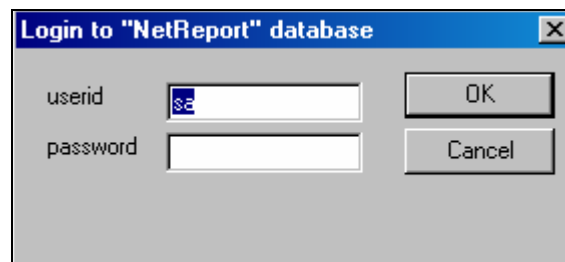 Login to "NetReport" database
userid
sa
OK
password
Cancel